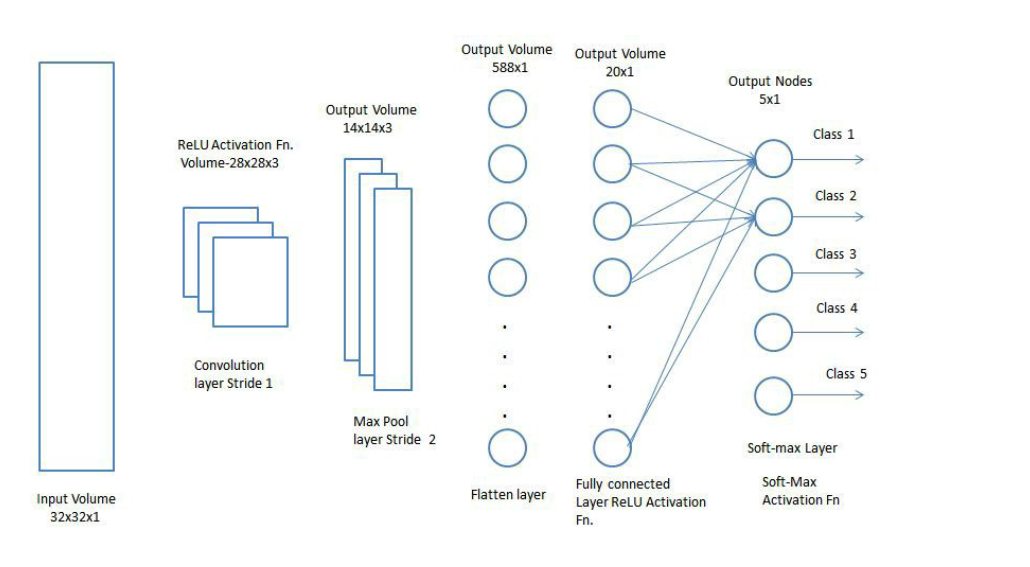 Input Volume
32x32x1
ReLU Activation Fn.
Volume-28x28x3
Convolution
layer Stride 1
Output Volume
14x14x3
Max Pool
layer Stride 2
Output Volume
588x1
Flatten layer
Output Volume
20x1
Fully connected
Layer ReLU Activation
Fn.
Output Nodes
5x1
Class 1
Class 2
Class 3
Class 4
Class 5
Soft-max Layer
Soft-Max
Activation Fn